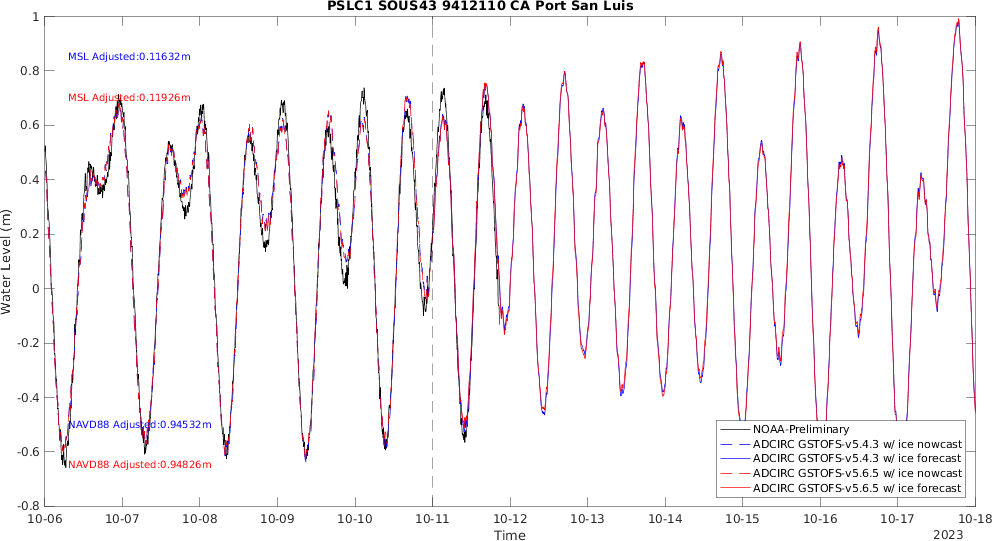 PSLC1 SOUS43 9412110 CA Port San Luis
MSL Adjusted:0.11632m
MSL Adjusted:0.11926m
NAVD88 Adjusted:0.94532m
NAVD88 Adjusted:0.94826m
Water Level (m)
1
0.8
0.6
0.4
0.2
0
-0.2
-0.4
-0.6
-0.8
NOAA-Preliminary
ADCIRC GSTOFS-v5.4.3 w/ ice nowcast
ADCIRC GSTOFS-v5.4.3 w/ ice forecast
ADCIRC GSTOFS-v5.6.5 w/ ice nowcast
ADCIRC GSTOFS-v5.6.5 w/ ice forecast
10-06 10-07 10-08 10-09 10-10 10-11 10-12 10-13 10-14 10-15 10-16 10-17 10-18
Time
2023